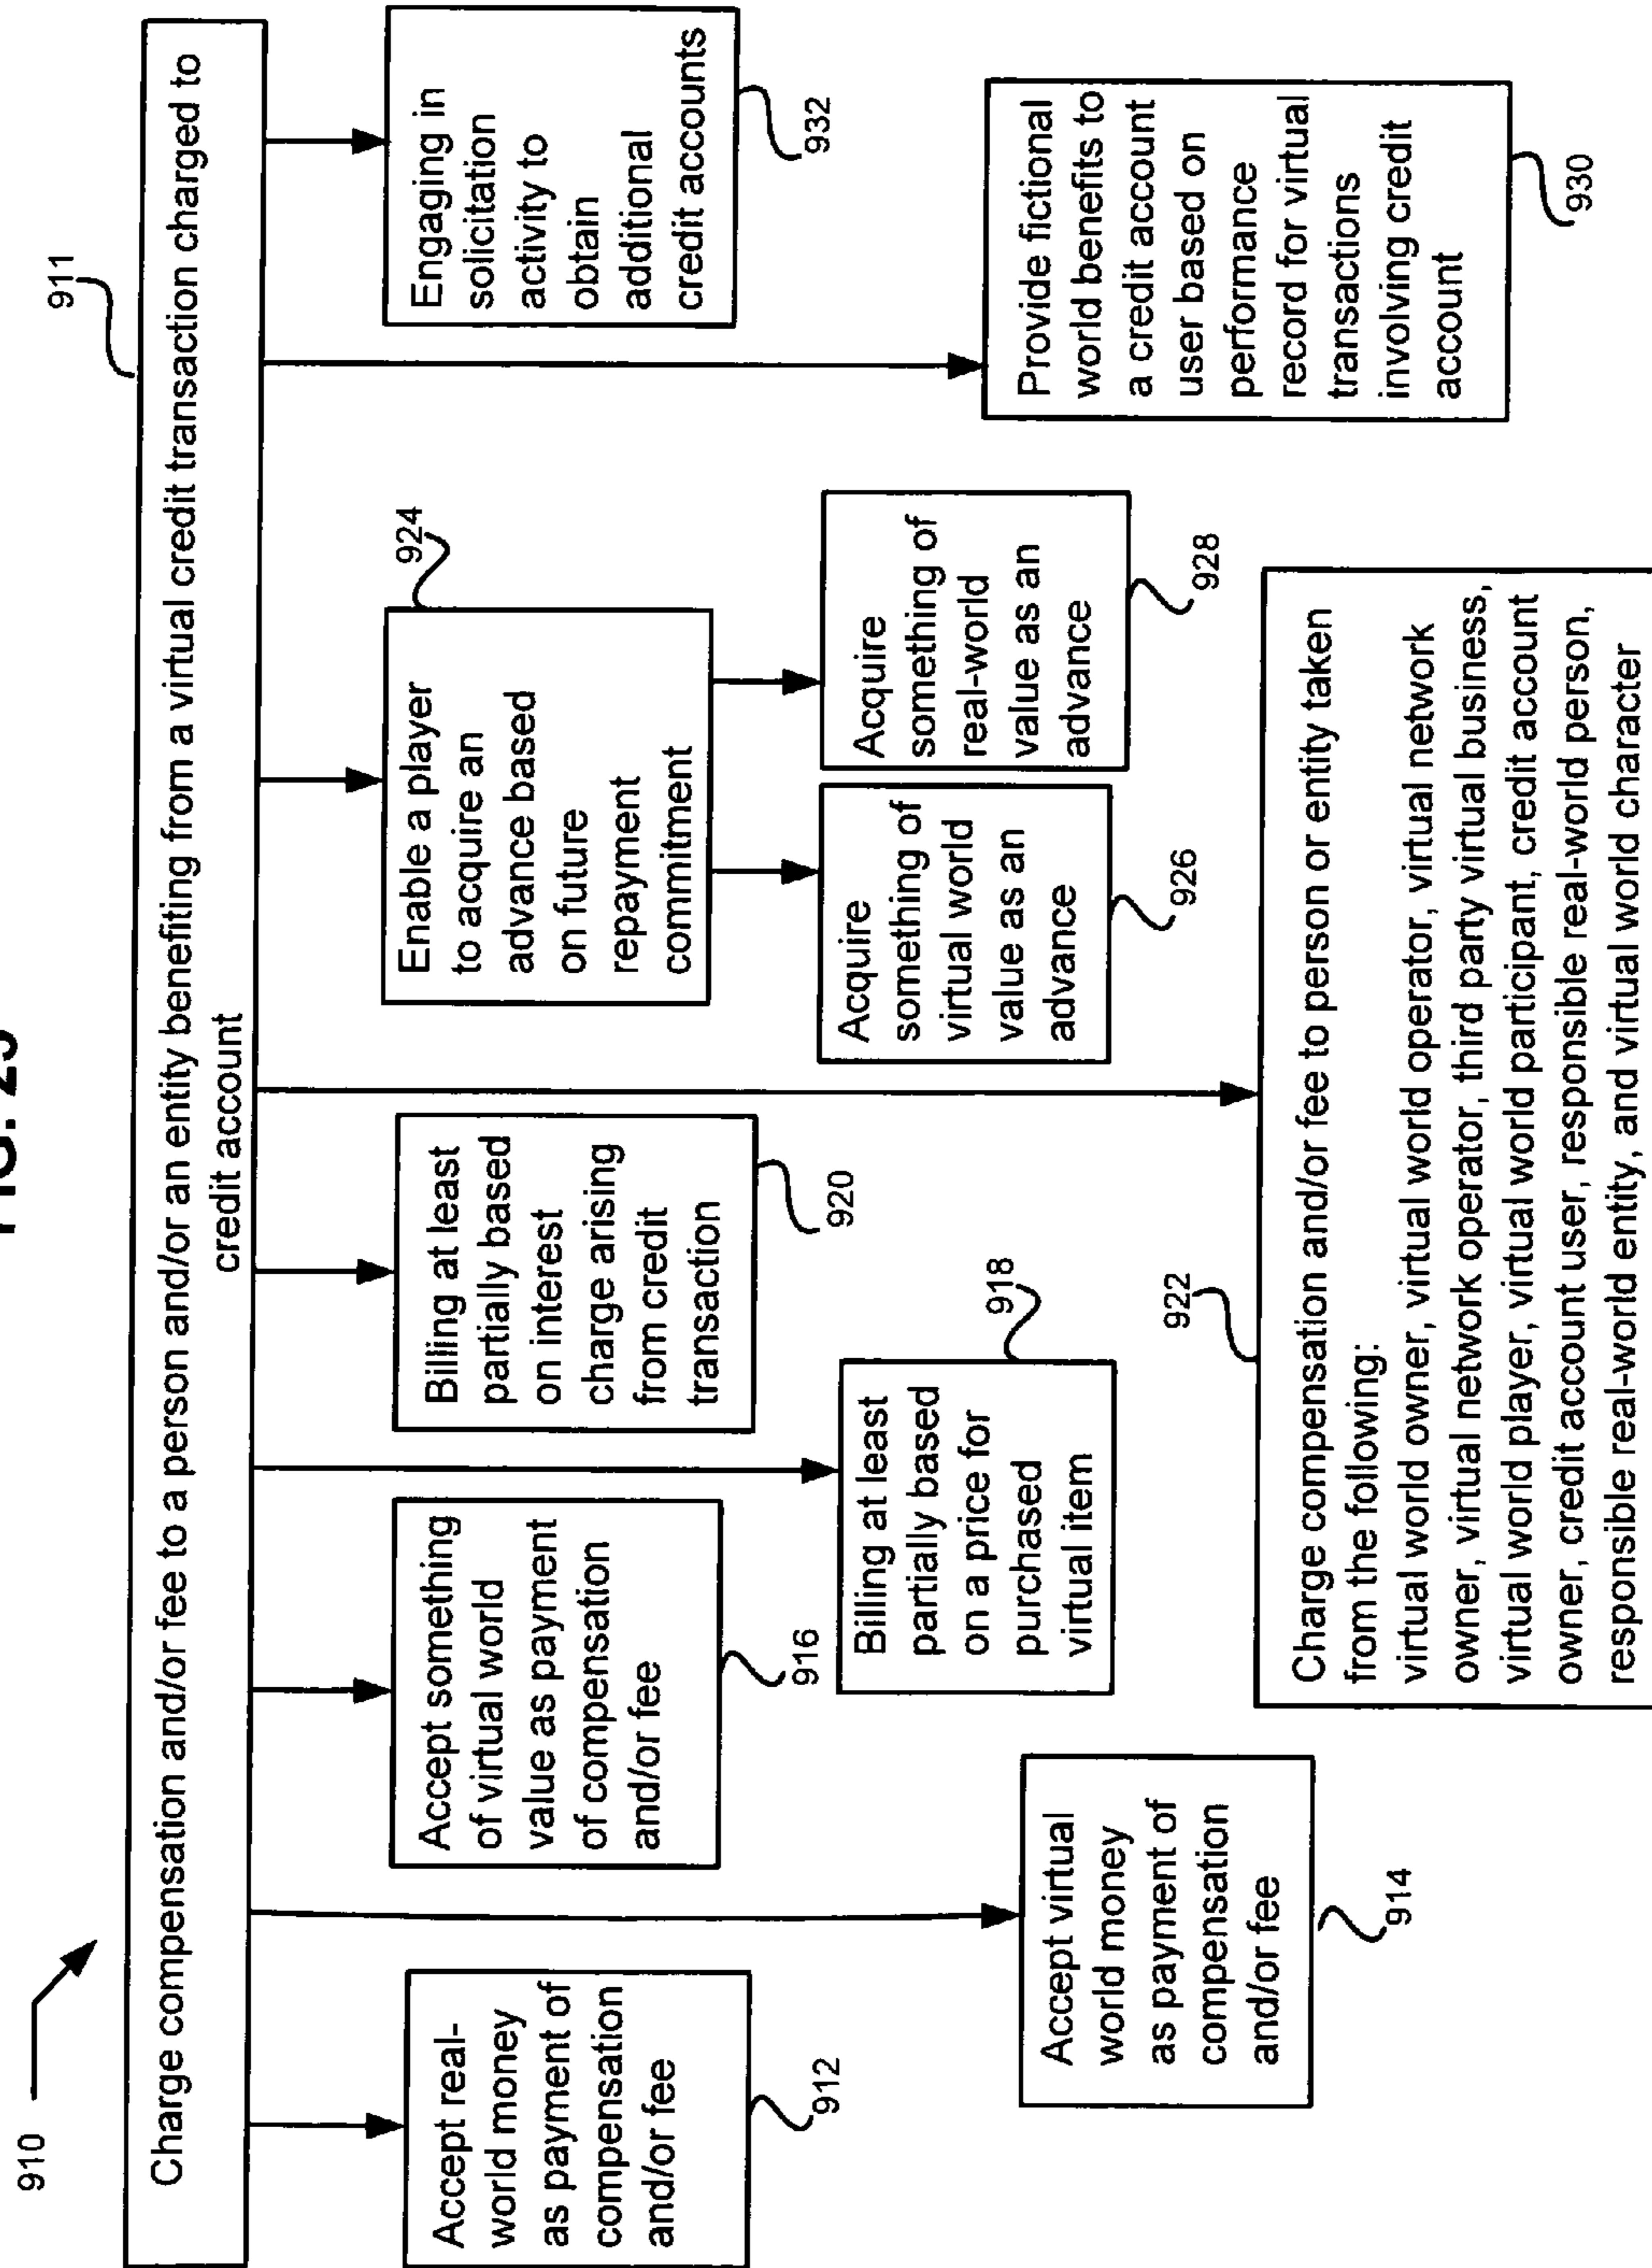 FIG.
910
911
Charge compensation and/or fee to a person and/or an entity benefiting from a virtual credit transaction charged to
credit account
Accept real-
world money
as payment of
compensation
and/or fee
912
Accept virtual
world money
as payment of
compensation
and/or fee
914
Accept something
of virtual world
value as payment
of compensation
and/or fee
916
Billing at least
partially based
on a price for
purchased
virtual item
918
Billing at least
partially based
on interest
charge arising
from credit
transaction
920
922
Charge compensation and/or fee to person or entity taken
from the following:
virtual world owner, virtual world operator, virtual network
owner, virtual network operator, third party virtual business,
virtual world player, virtual world participant, credit account
owner, credit account user, responsible real-world person,
responsible real-world entity, and virtual world character
924
Enable a player
to acquire an
advance based
on future
repayment
commitment
Acquire
something of
virtual world
value as an
advance
926
Acquire
something of
real-world
value as an
advance
928
Provide fictional
world benefits to
a credit account
user based on
performance
record for virtual
transactions
involving credit
account
930
Engaging in
solicitation
activity to
obtain
additional
credit accounts
932